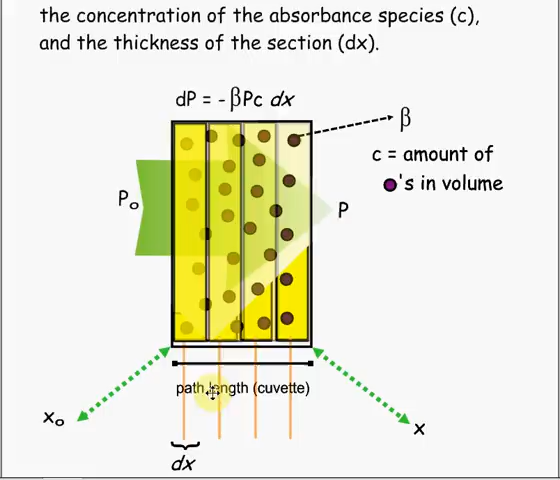 the concentration of the absorbance species (c),
and the thickness of the section (dx).
dP = - βPc dx
β
c = amount of
's in volume
Po
P
path length (cuvette)
xo
x
dx